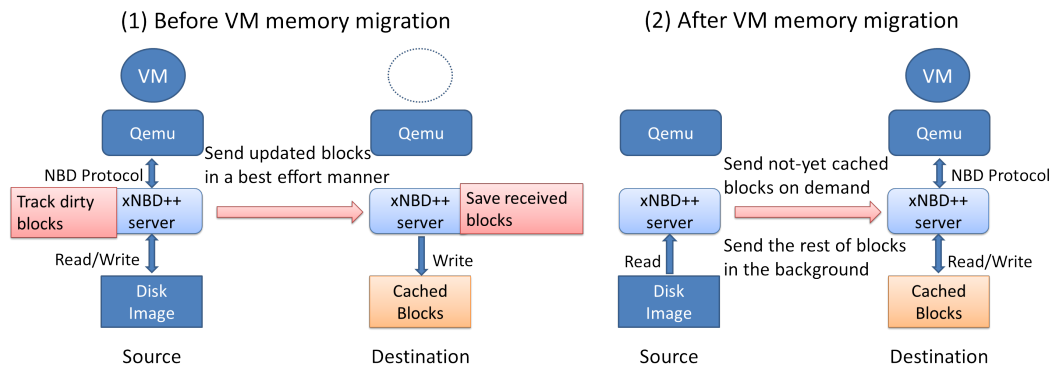 (1) Before VM memory migration
VM
Qemu
Qemu
NBD Protocol
Send updated blocks
in a best effort manner
Track dirty
blocks
xNBD++
server
xNBD++
server
Save received
blocks
Read/Write
Write
Disk
Image
Cached
Blocks
Source
Destination
(2) After VM memory migration
VM
Qemu
Qemu
Send not-yet cached
blocks on demand
NBD Protocol
xNBD++
server
xNBD++
server
Send the rest of blocks
in the background
Read
Read/Write
Disk
Image
Cached
Blocks
Source
Destination